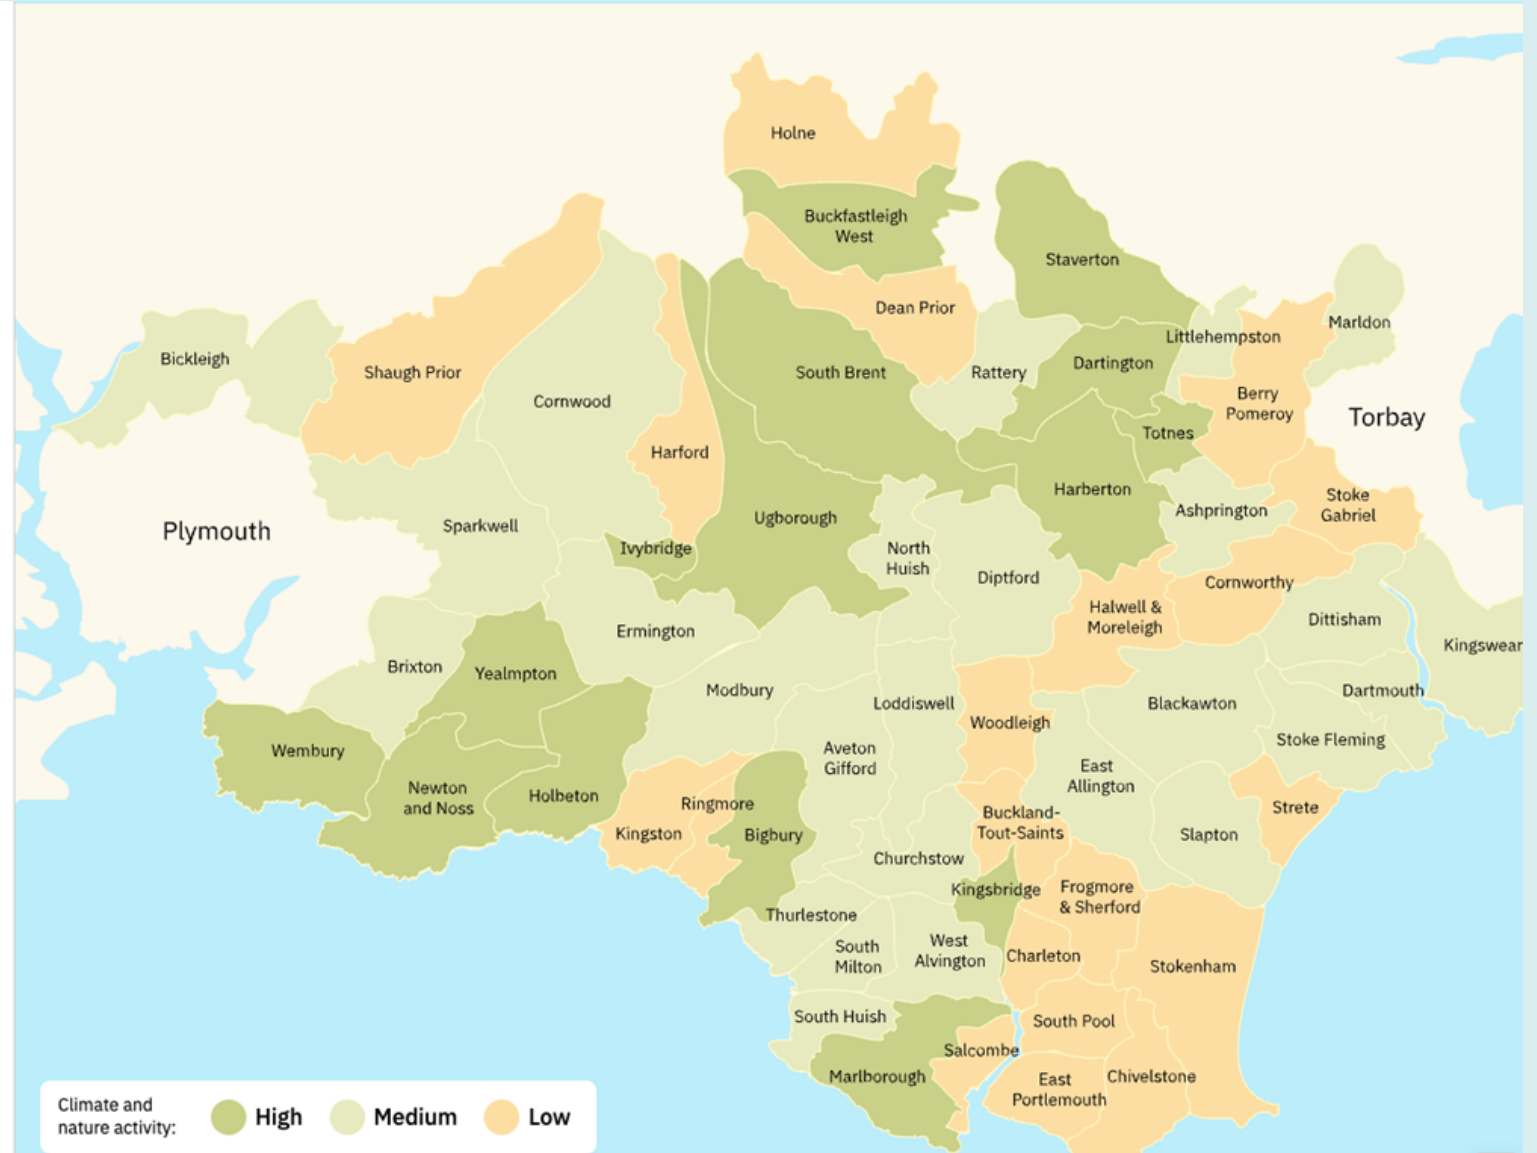 Holne
Buckfastleigh
West
Staverton
Dean Prior
Marldon
Littlehempston
Bickleigh
Shaugh Prior
South Brent
Rattery
Dartington
Cornwood
Berry
Pomeroy
Torbay
Totnes
Harford
Harberton
Stoke
Gabriel
Ashprington
Ugborough
Sparkwell
Plymouth
Ivybridge
North
Huish
Diptford
Cornworthy
Halwell &
Moreleigh
Dittisham
Ermington
Kingswear
Brixton
Yealmpton
Modbury
Dartmouth
Loddiswell
Blackawton
Woodleigh
Stoke Fleming
Wembury
Aveton
Gifford
East
Allington
Newton
and Noss
Holbeton
Ringmore
Strete
Buckland-
Tout-Saints
Kingston
Bigbury
Slapton
Churchstow
Kingsbridge
Frogmore
& Sherford
Thurlestone
South
Milton
West
Alvington
Charleton
Stokenham
South Huish
South Pool
Salcombe
Marlborough
East
Portlemouth
Chivelstone
Climate and
nature activity:
High
Medium
Low